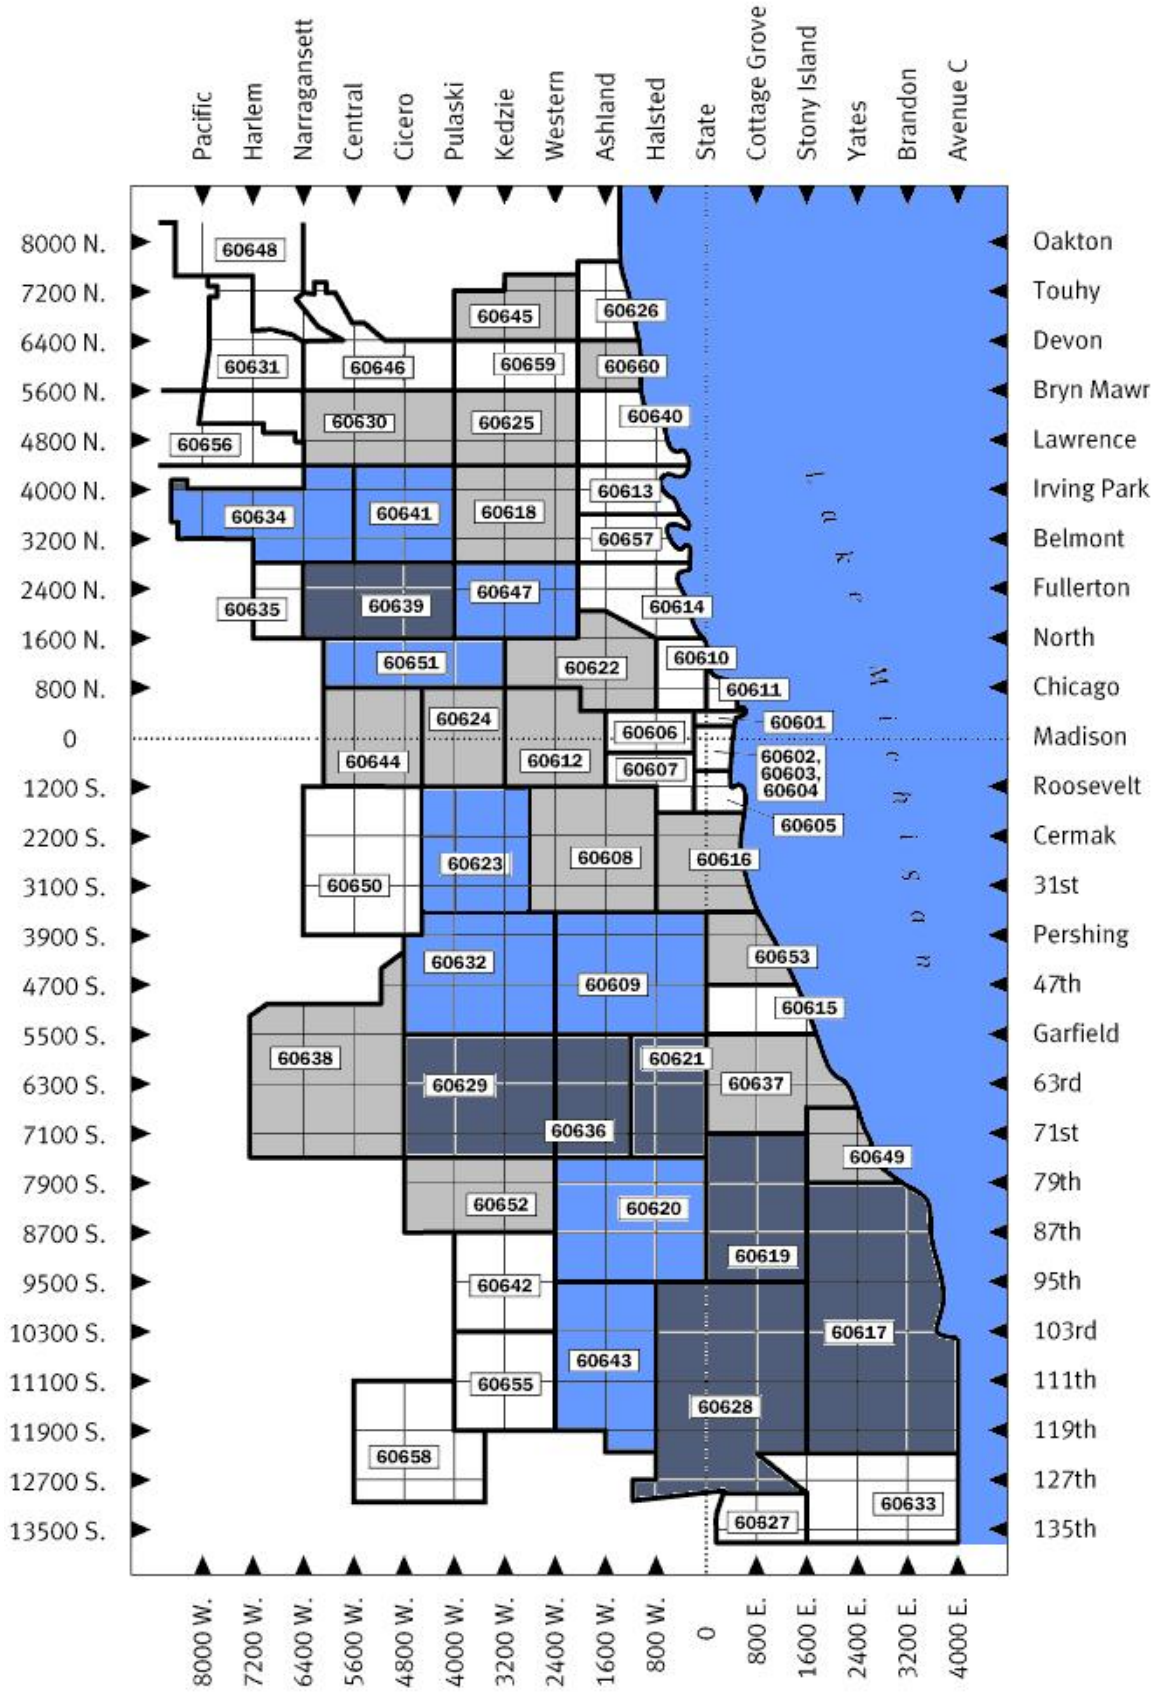 Pacific
Harlem
Narragansett
Central
Cicero
Pulaski
Kedzie
Western
Ashland
Halsted
State
Cottage Grove
Stony Island
Yates
Brandon
Avenue C
8000 N.
60648
Oakton
7200 N.
60645
60626
Touhy
6400 N.
Devon
60631
60646
60659
60660
5600 N.
Bryn Mawr
60630
60625
60640
4800 N.
60656
Lawrence
4000 N.
60613
Irving Park
60634
60641
60618
3200 N.
60657
Belmont
2400 N.
60647
Fullerton
60635
60639
60614
1600 N.
North
60651
60622
60610
800 N.
60611
Chicago
60624
60601
0
60606
Madison
60644
60612
60607
60602,
60603,
60604
1200 S.
Roosevelt
60605
2200 S.
Cermak
60623
60608
60616
3100 S.
60650
31st
3900 S.
Pershing
60632
60653
4700 S.
60609
47th
60615
5500 S.
Garfield
60638
60621
6300 S.
60629
60637
63rd
7100 S.
60636
71st
60649
7900 S.
79th
60652
60620
8700 S.
87th
60619
9500 S.
60642
95th
10300 S.
60617
103rd
60643
11100 S.
60655
111th
60628
11900 S.
119th
60658
12700 S.
127th
60633
13500 S.
60627
135th
Lake Michigan
8000 W.
7200 W.
6400 W.
5600 W.
4800 W.
4000 W.
3200 W.
2400 W.
1600 W.
800 W.
0
800 E.
1600 E.
2400 E.
3200 E.
4000 E.